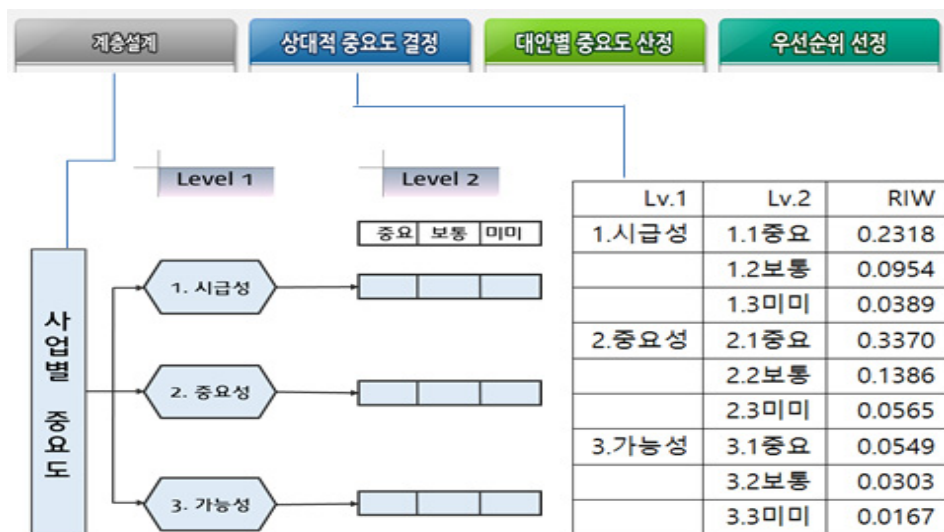 계층설계 상대적 중요도 결정 대안별 중요도 산정 우선순위 선정
Level 1 Level 2
중요 보통 미미
사업별 중요도
1. 시급성
2. 중요성
3. 가능성
Lv.1 Lv.2 RIW
1.시급성 1.1중요 0.2318
1.2보통 0.0954
1.3미미 0.0389
2.중요성 2.1중요 0.3370
2.2보통 0.1386
2.3미미 0.0565
3.가능성 3.1중요 0.0549
3.2보통 0.0303
3.3미미 0.0167